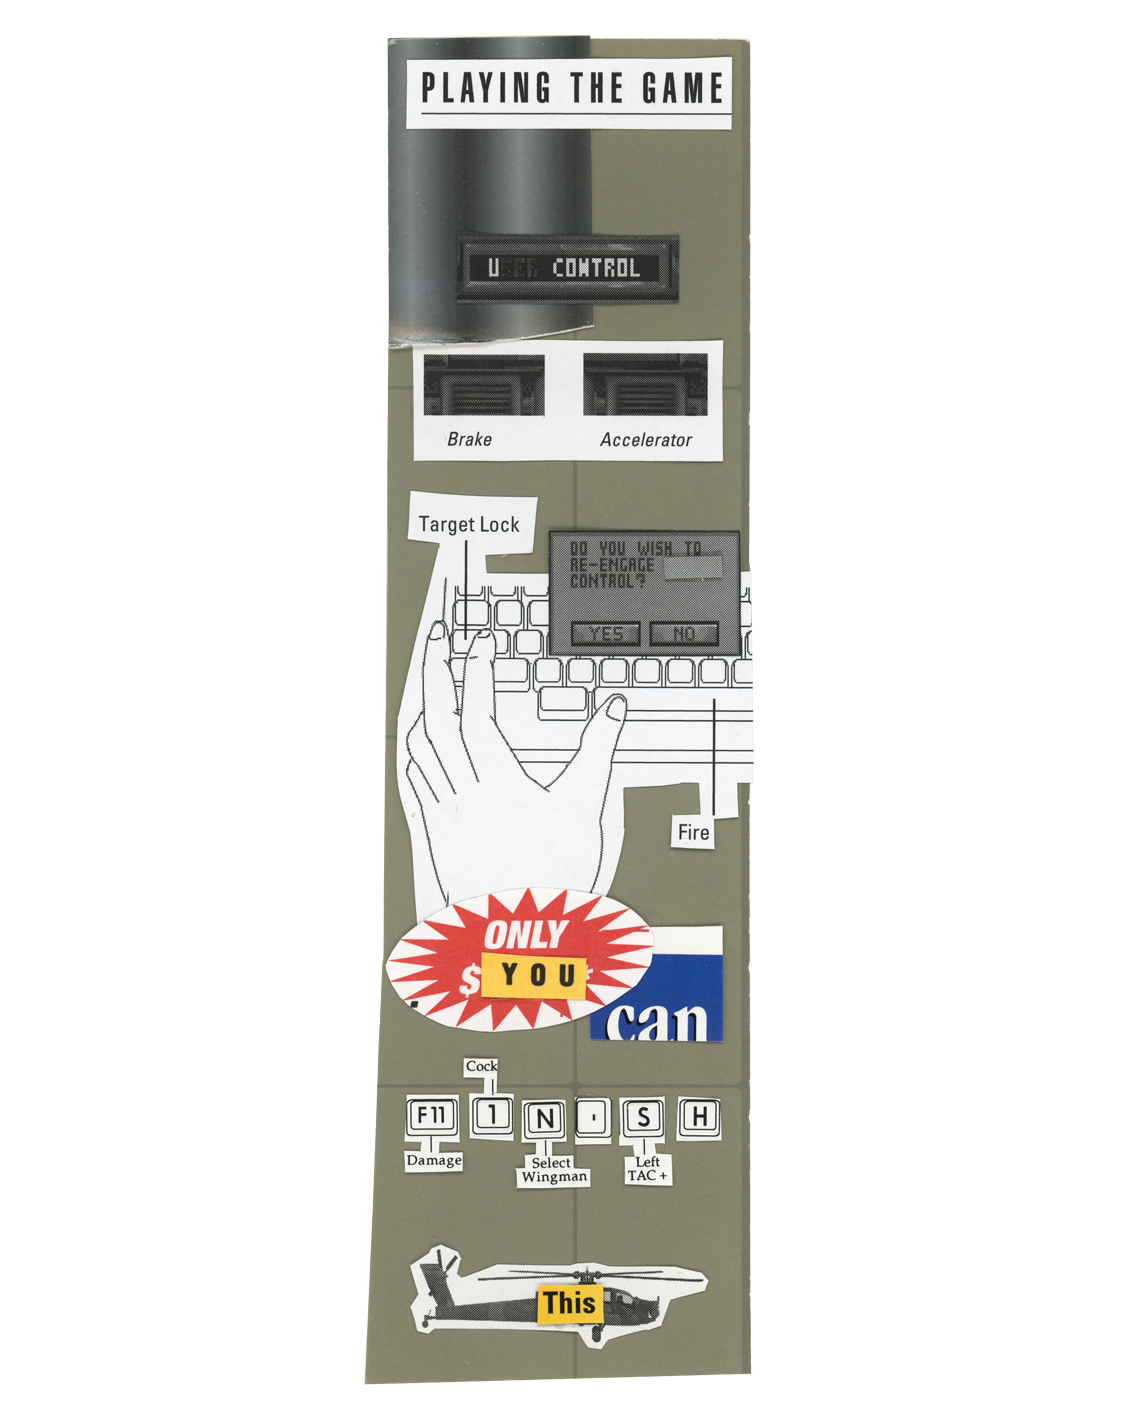 PLAYING THE GAME
USER CONTROL
Brake
Accelerator
Target Lock
DO YOU WISH TO
RE-ENGAGE
CONTROL?
YES NO
Fire
ONLY
$ YOU *
can
Cock
F11 1 N · S H
Damage
Select
Wingman
Left
TAC +
This